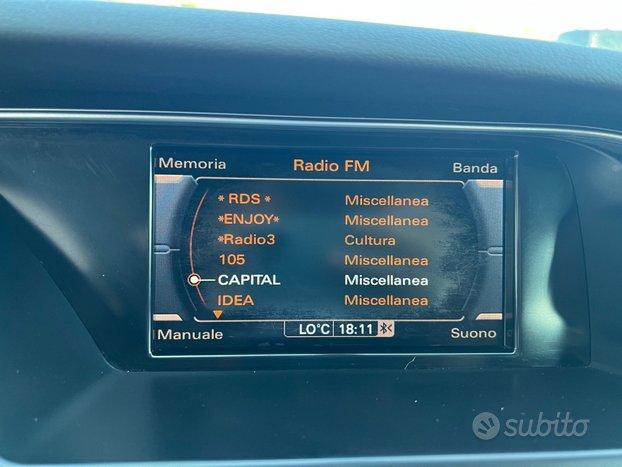 Memoria Radio FM Banda
* RDS * Miscellanea
*ENJOY* Miscellanea
*Radio3 Cultura
105 Miscellanea
CAPITAL Miscellanea
IDEA Miscellanea
Manuale LO°C 18:11 Suono
subito